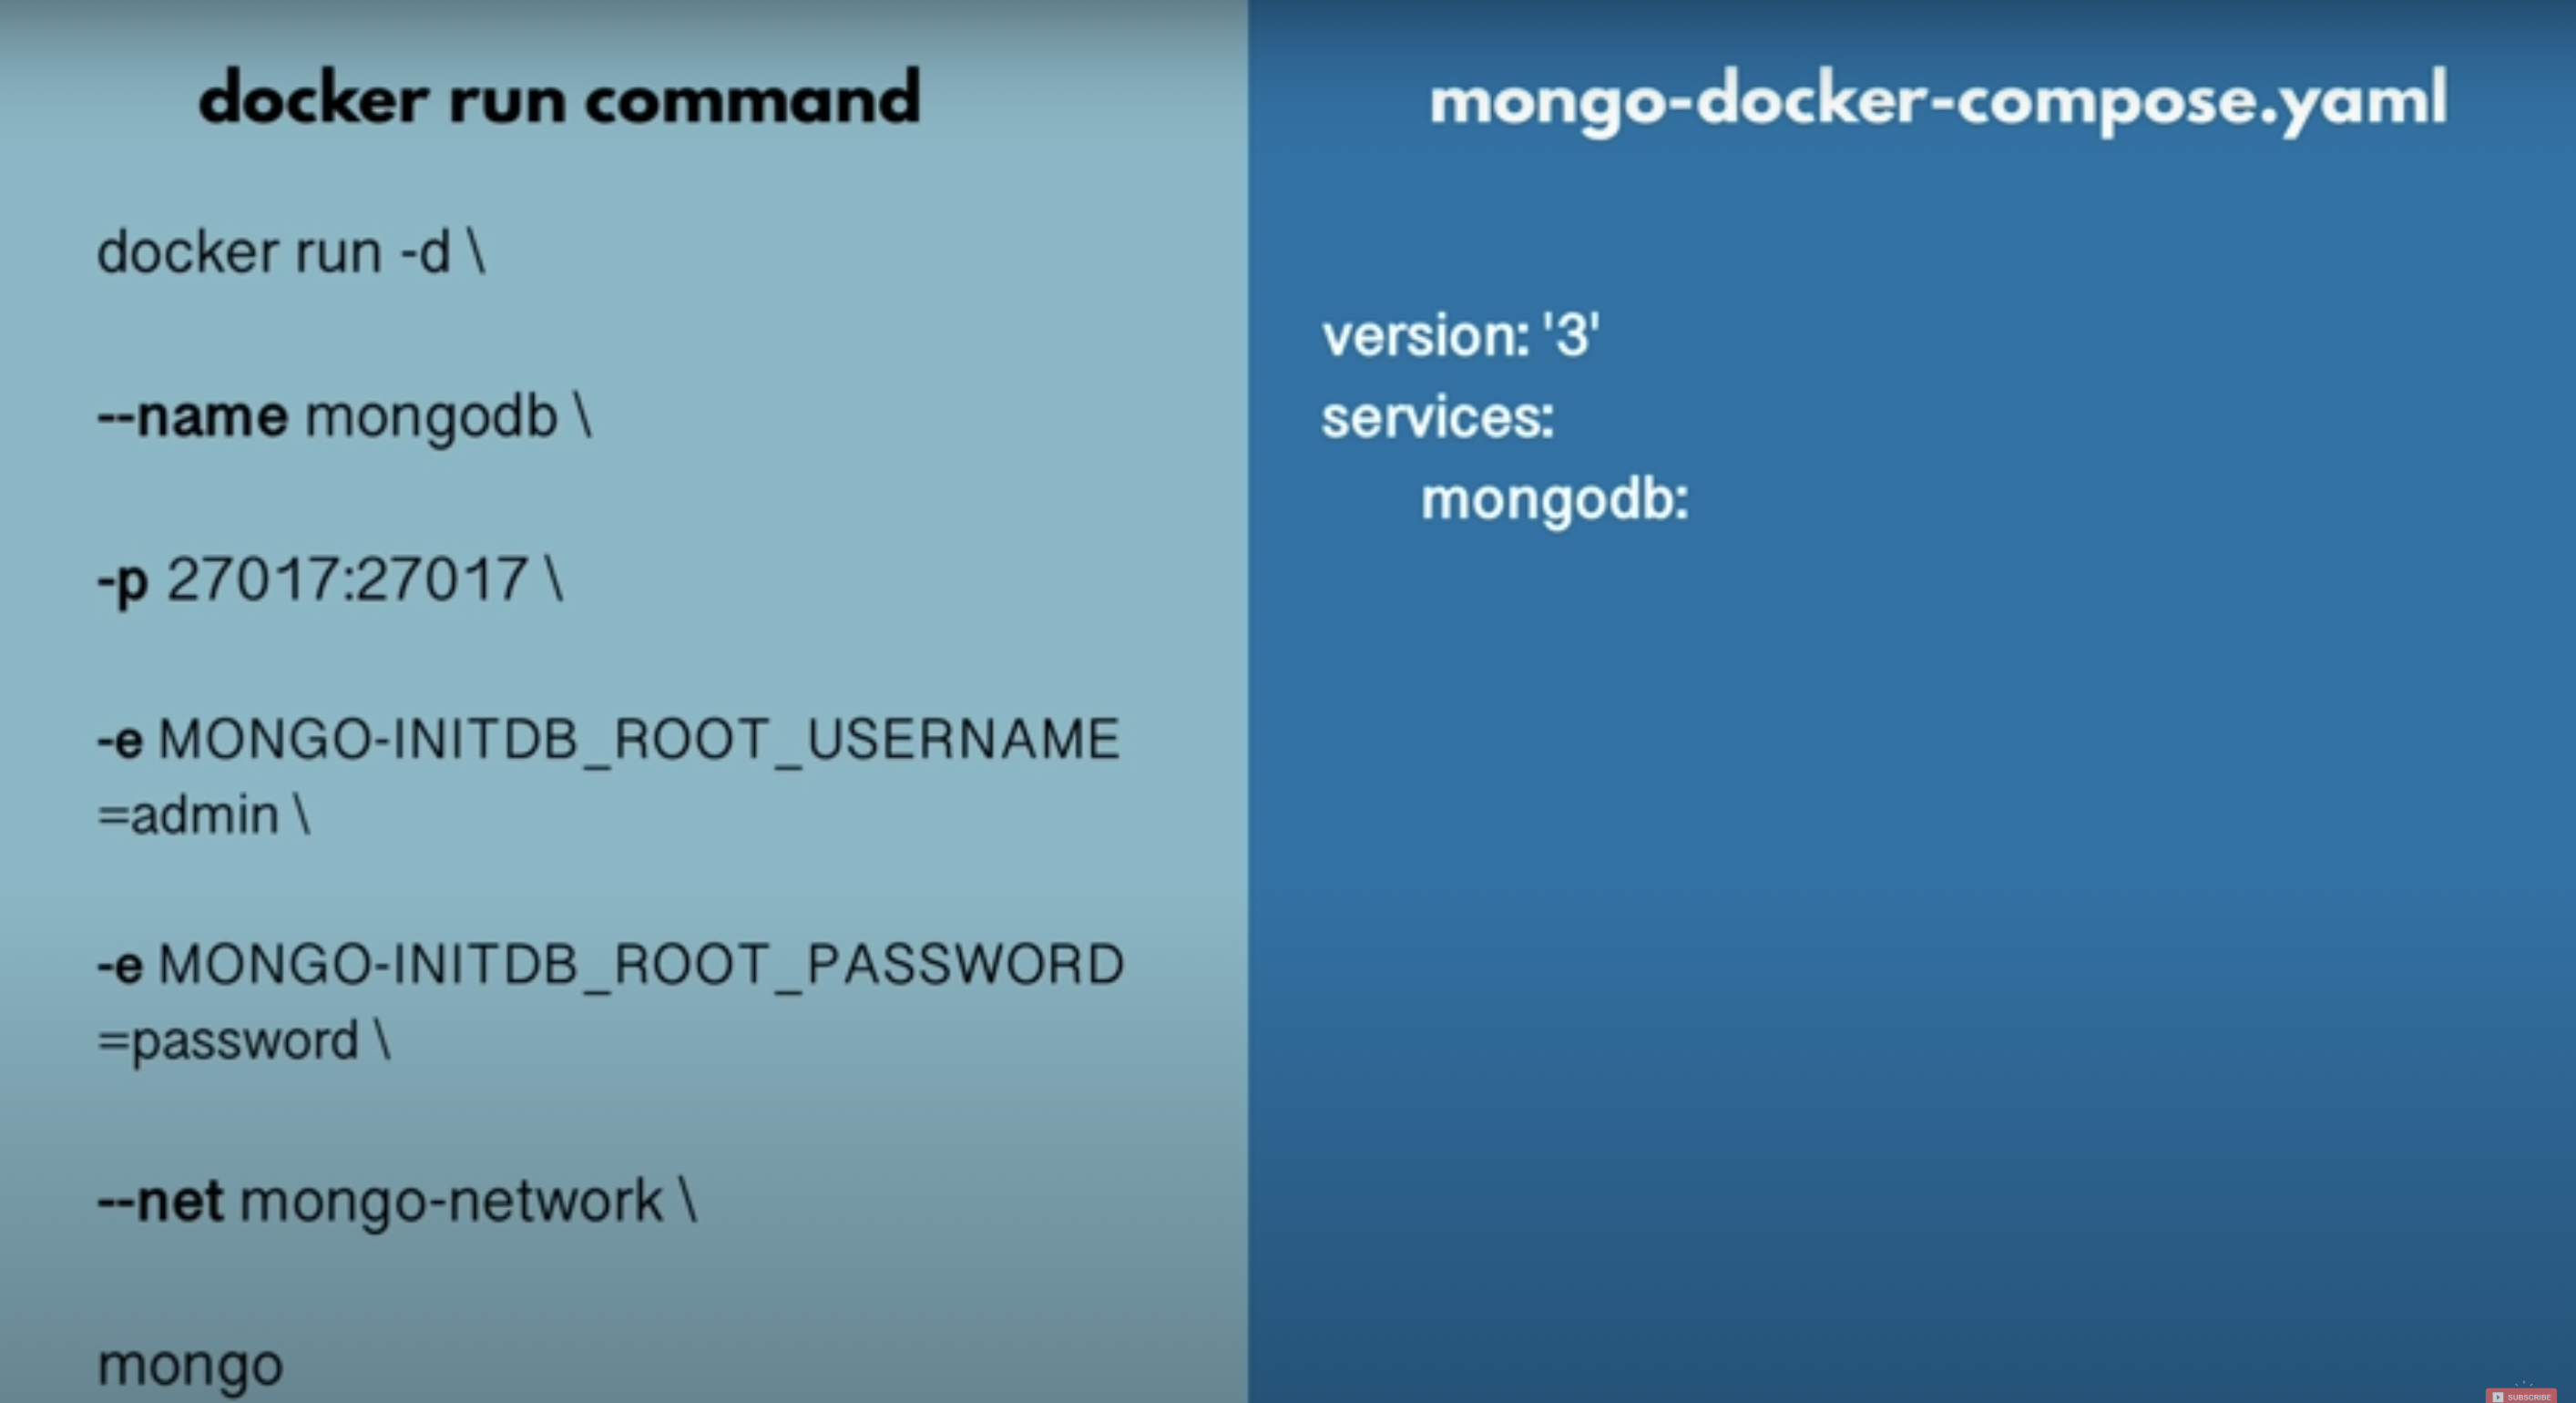 docker run command
docker run -d \
--name mongodb \
-p 27017:27017 \
-e MONGO-INITDB_ROOT_USERNAME
=admin \
-e MONGO-INITDB_ROOT_PASSWORD
=password \
--net mongo-network \
mongo
mongo-docker-compose.yaml
version: '3'
services:
mongodb:
SUBSCRIBE